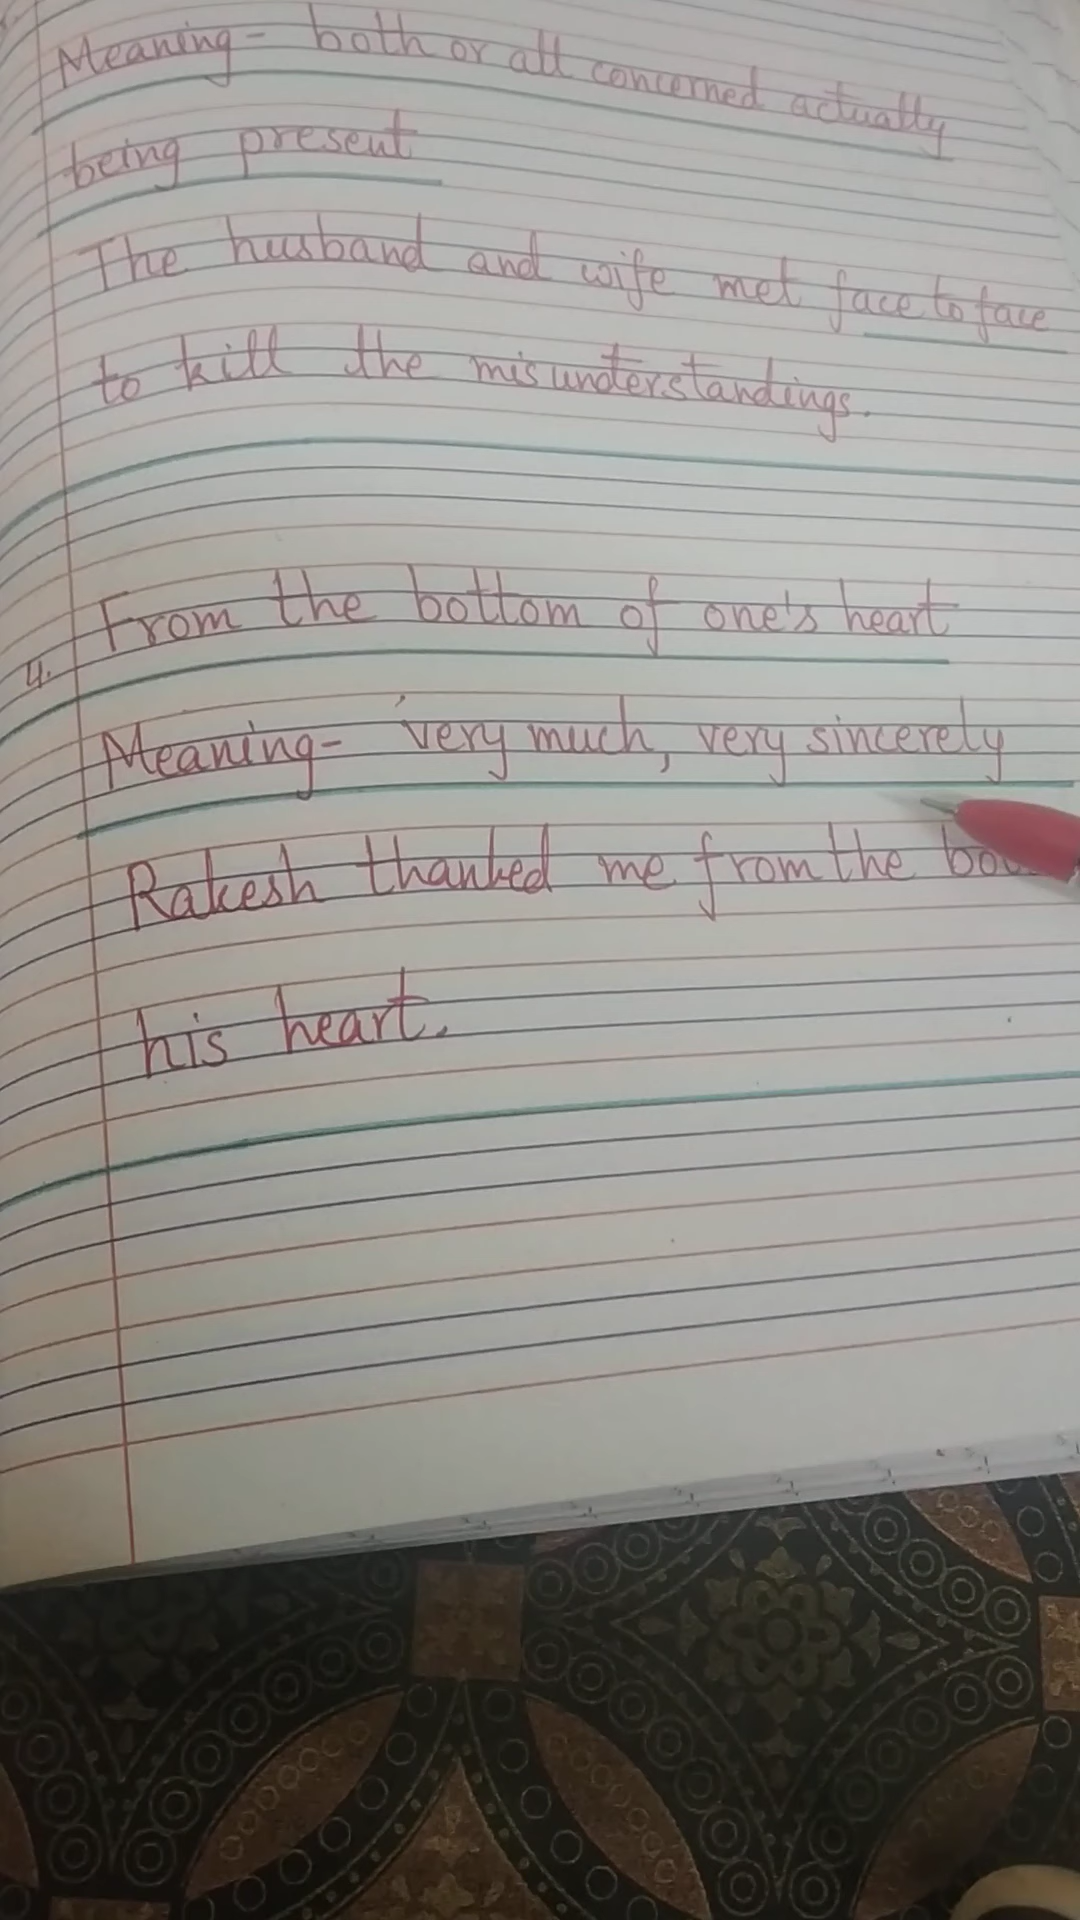 Meaning - both or all concerned actually
being present
The husband and wife met face to face
to kill the misunderstandings.
From the bottom of one's heart
4.
Meaning- very much, very sincerely
Rakesh thanked me from the
his heart.